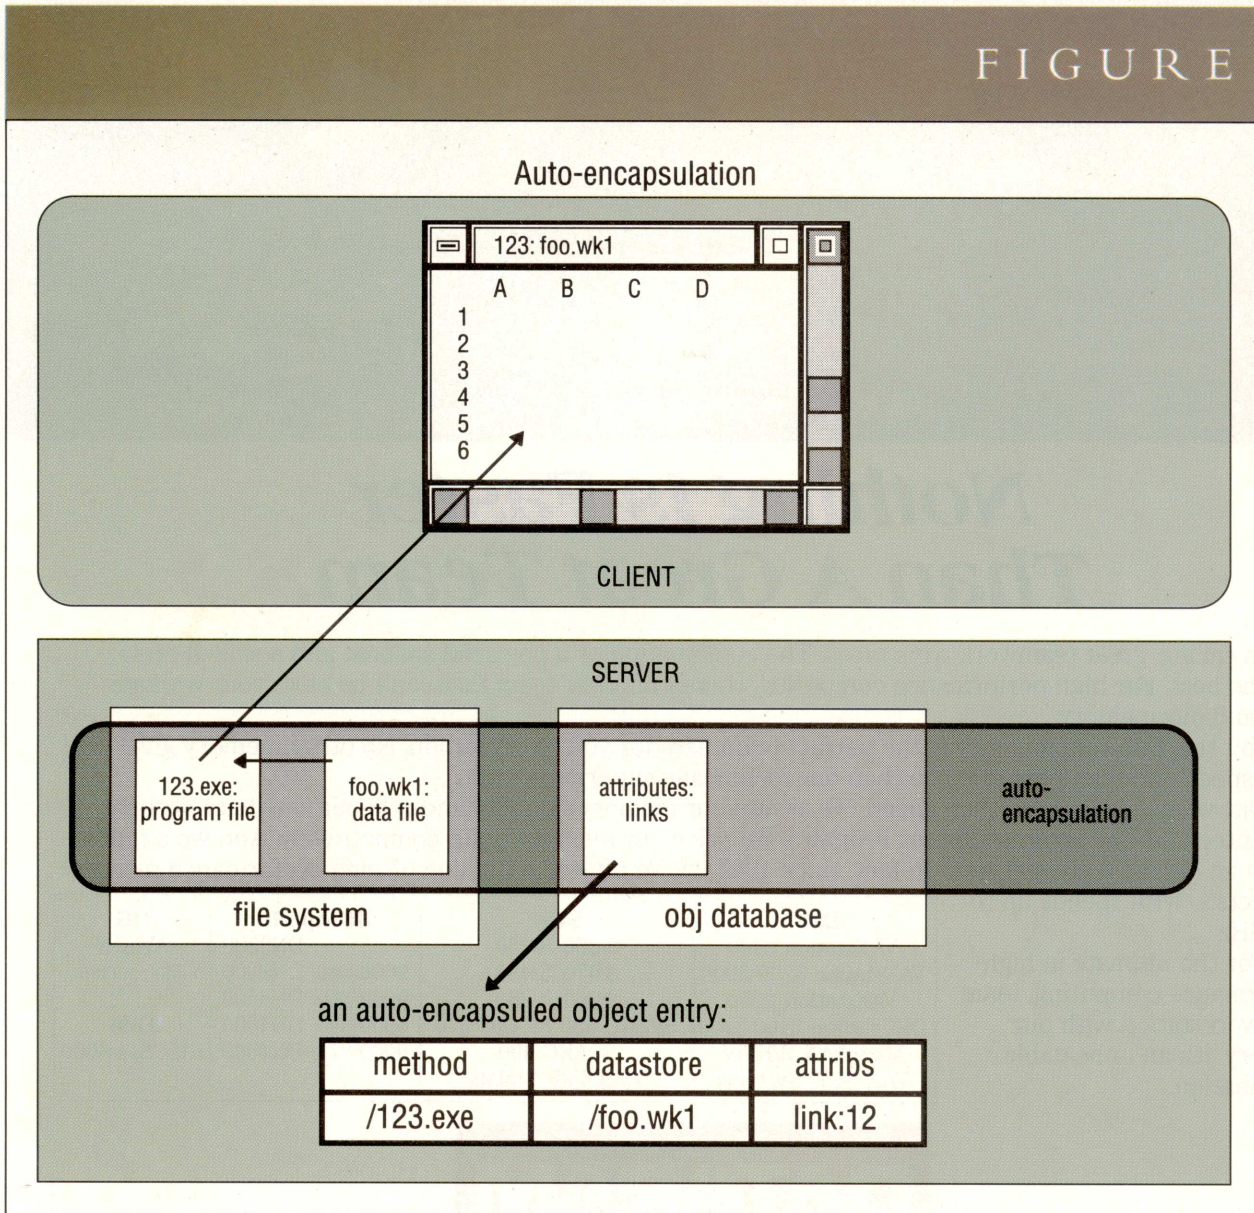 FIGURE
Auto-encapsulation
123: foo.wk1
A B C D
1
2
3
4
5
6
CLIENT
SERVER
123.exe:
program file
foo.wk1:
data file
attributes:
links
auto-
encapsulation
file system
obj database
an auto-encapsuled object entry:
method datastore attribs
/123.exe /foo.wk1 link:12